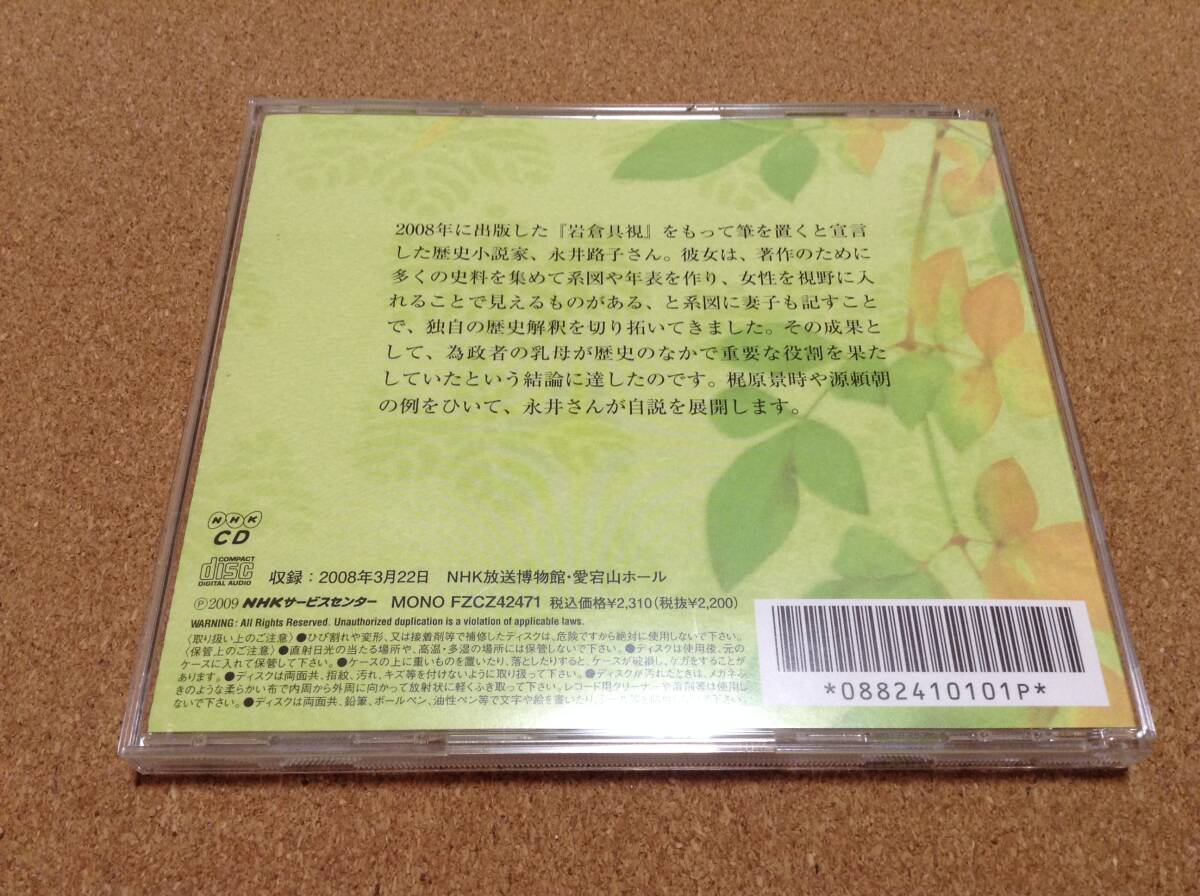 2008年に出版した『岩倉具視』をもって筆を置くと宣言
した歴史小説家、永井路子さん。彼女は、著作のために
多くの史料を集めて系図や年表を作り、女性を視野に入
れることで見えるものがある、と系図に妻子も記すこと
で、独自の歴史解釈を切り拓いてきました。その成果と
して、為政者の乳母が歴史のなかで重要な役割を果た
していたという結論に達したのです。梶原景時や源頼朝
の例をひいて、永井さんが自説を展開します。
NHK
CD
COMPACT
disc
DIGITAL AUDIO
収録：2008年3月22日 NHK放送博物館・愛宕山ホール
Ⓟ2009 NHKサービスセンター MONO FZCZ42471 税込価格¥2,310(税抜¥2,200)
WARNING: All Rights Reserved. Unauthorized duplication is a violation of applicable laws.
〈取り扱い上のご注意〉●ひび割れや変形、又は接着剤等で補修したディスクは、危険ですから絶対に使用しないで下さい。
〈保管上のご注意〉●直射日光の当たる場所や、高温・多湿の場所には保管しないで下さい。●ディスクは使用後、元の
ケースに入れて保管して下さい。●ケースの上に重いものを置いたり、落としたりすると、ケースが破損し、ケガをすることが
あります。●ディスクは両面共、指紋、汚れ、キズ等を付けないように取り扱って下さい。●ディスクが汚れたときは、メガネふ
きのような柔らかい布で内周から外周に向かって放射状に軽くふき取って下さい。レコード用クリーナーや溶剤等は使用し
ないで下さい。●ディスクは両面共、鉛筆、ボールペン、油性ペン等で文字や絵を書いたり、
*0882410101P*